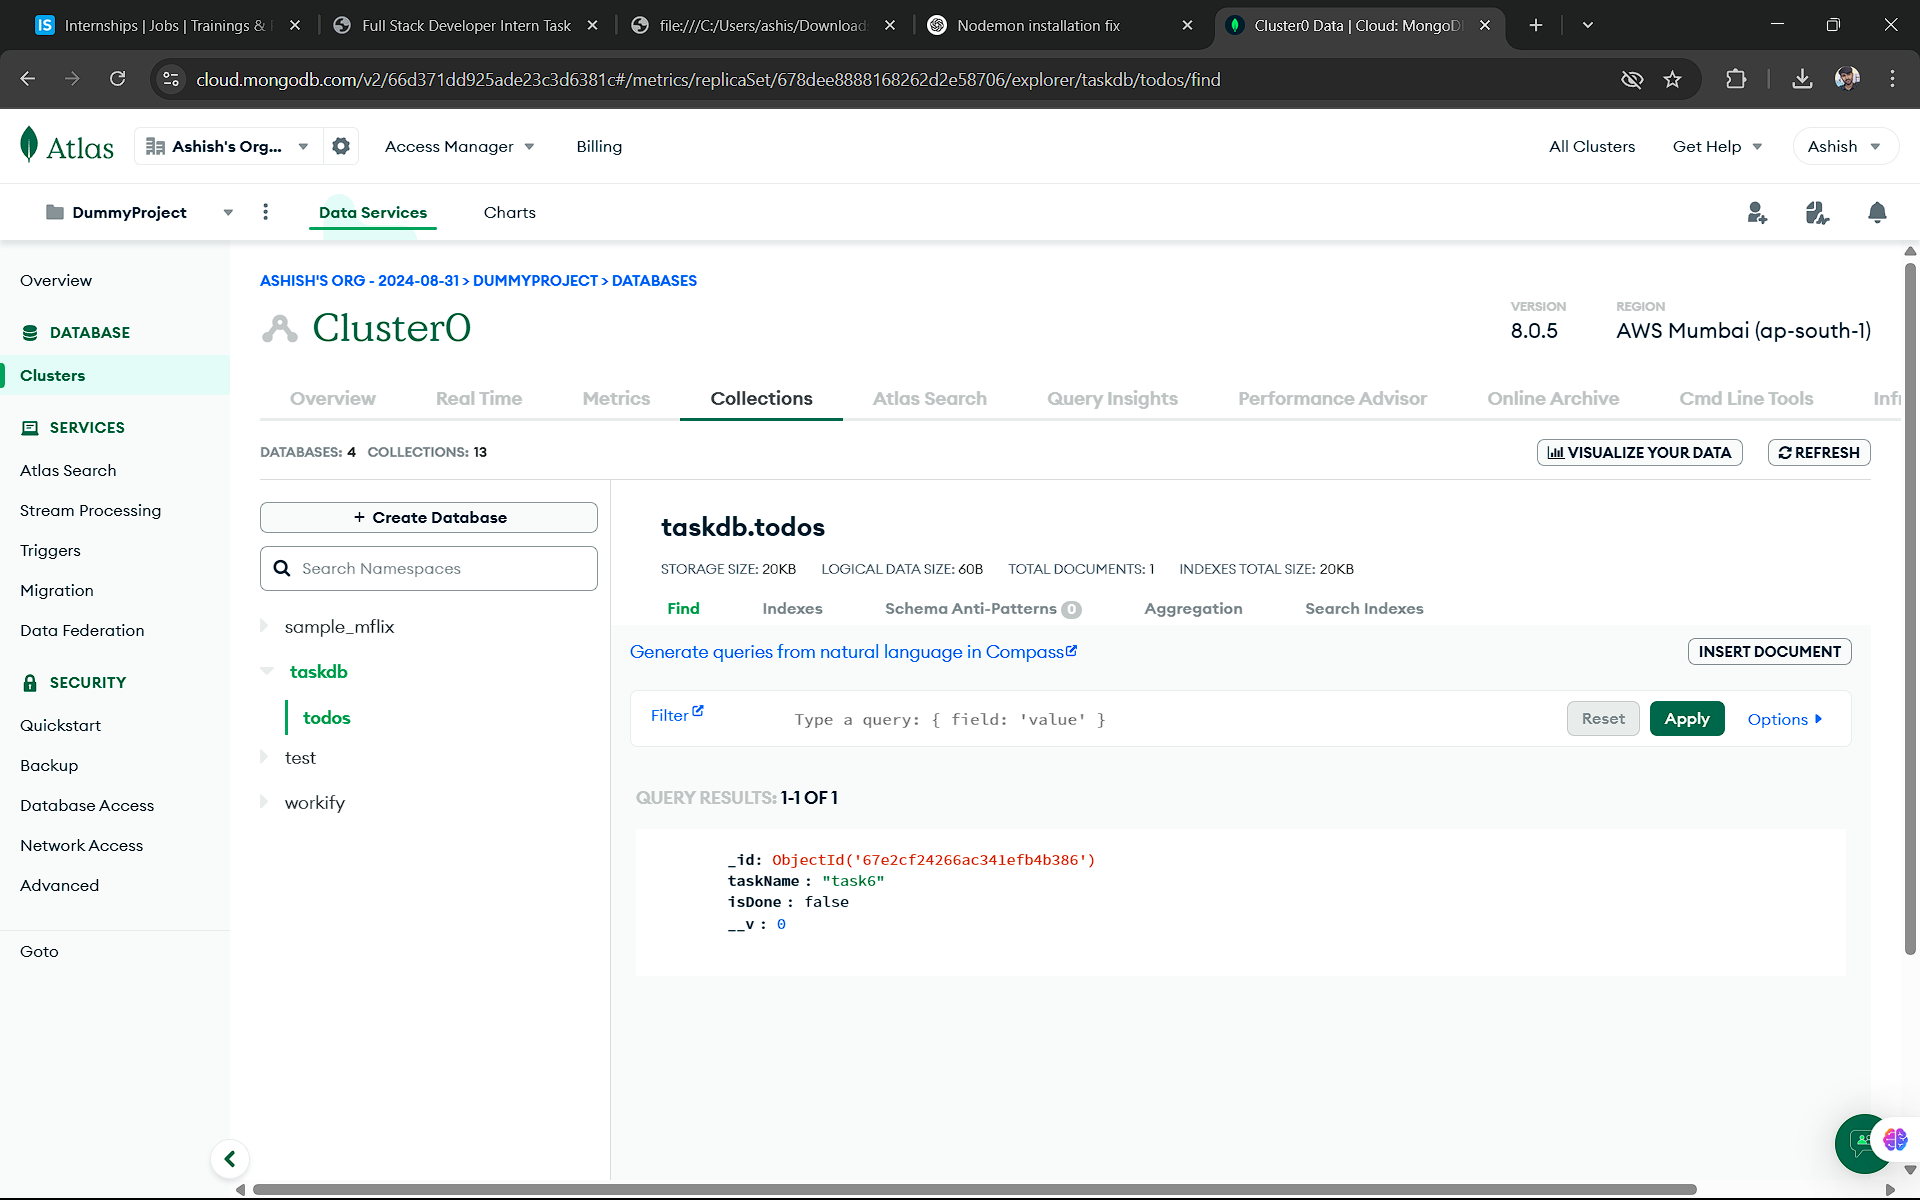 Internships | Jobs | Trainings &
Full Stack Developer Intern Task
file:///C:/Users/ashis/Download
Nodemon installation fix
Cluster0 Data | Cloud: MongoD
cloud.mongodb.com/v2/66d371dd925ade23c3d6381c#/metrics/replicaSet/678dee8888168262d2e58706/explorer/taskdb/todos/find
Atlas
Ashish's Org...
Access Manager
Billing
All Clusters
Get Help
Ashish
DummyProject
Data Services
Charts
Overview
DATABASE
Clusters
SERVICES
Atlas Search
Stream Processing
Triggers
Migration
Data Federation
SECURITY
Quickstart
Backup
Database Access
Network Access
Advanced
Goto
ASHISH'S ORG - 2024-08-31 > DUMMYPROJECT > DATABASES
Cluster0
VERSION
8.0.5
REGION
AWS Mumbai (ap-south-1)
Overview
Real Time
Metrics
Collections
Atlas Search
Query Insights
Performance Advisor
Online Archive
Cmd Line Tools
Inf
DATABASES: 4 COLLECTIONS: 13
VISUALIZE YOUR DATA
REFRESH
+ Create Database
Search Namespaces
sample_mflix
taskdb
todos
test
workify
taskdb.todos
STORAGE SIZE: 20KB LOGICAL DATA SIZE: 60B TOTAL DOCUMENTS: 1 INDEXES TOTAL SIZE: 20KB
Find
Indexes
Schema Anti-Patterns 0
Aggregation
Search Indexes
Generate queries from natural language in Compass
INSERT DOCUMENT
Filter
Type a query: { field: 'value' }
Reset
Apply
Options
QUERY RESULTS: 1-1 OF 1
_id: ObjectId('67e2cf24266ac341efb4b386')
taskName : "task6"
isDone : false
__v : 0